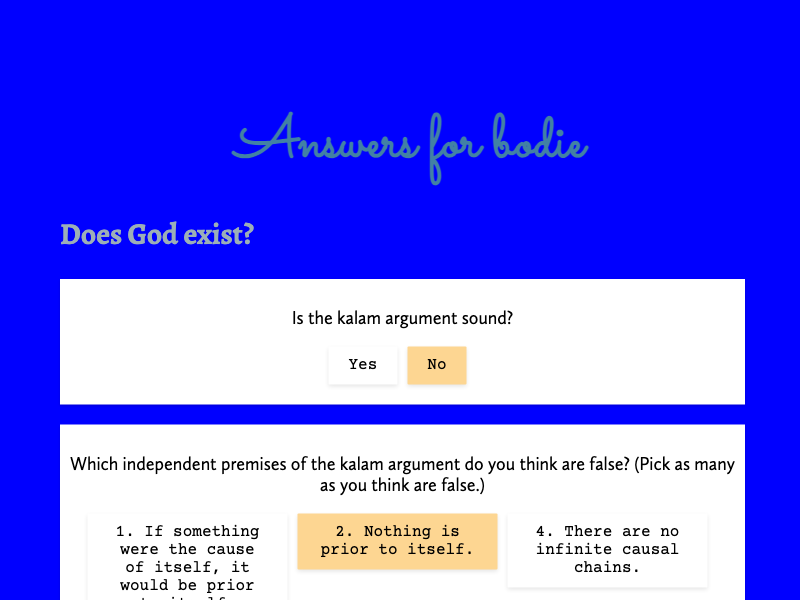 Answers for bodie
Does God exist?
Is the kalam argument sound?
Yes No
Which independent premises of the kalam argument do you think are false? (Pick as many
as you think are false.)
1. If something
were the cause
of itself, it
would be prior
2. Nothing is
prior to itself.
4. There are no
infinite causal
chains.